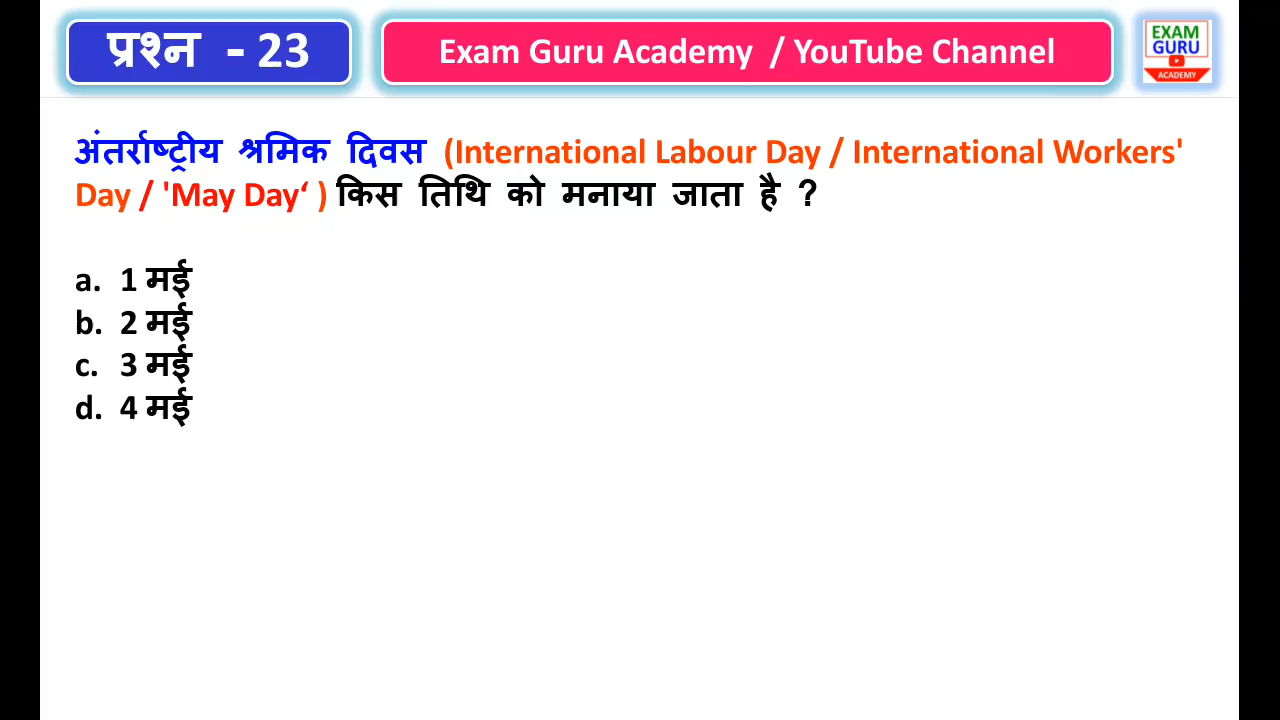 प्रश्न - 23
Exam Guru Academy / YouTube Channel
EXAM
GURU
ACADEMY
अंतर्राष्ट्रीय श्रमिक दिवस (International Labour Day / International Workers'
Day / 'May Day‘ ) किस तिथि को मनाया जाता है ?
a. 1 मई
b. 2 मई
c. 3 मई
d. 4 मई